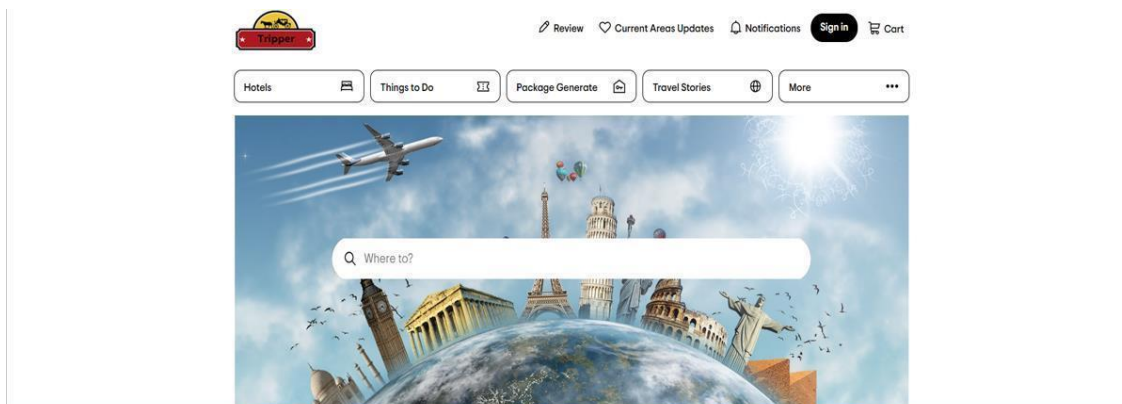 Tripper
Review Current Areas Updates Notifications Sign in Cart
Hotels Things to Do Package Generate Travel Stories More
Where to?